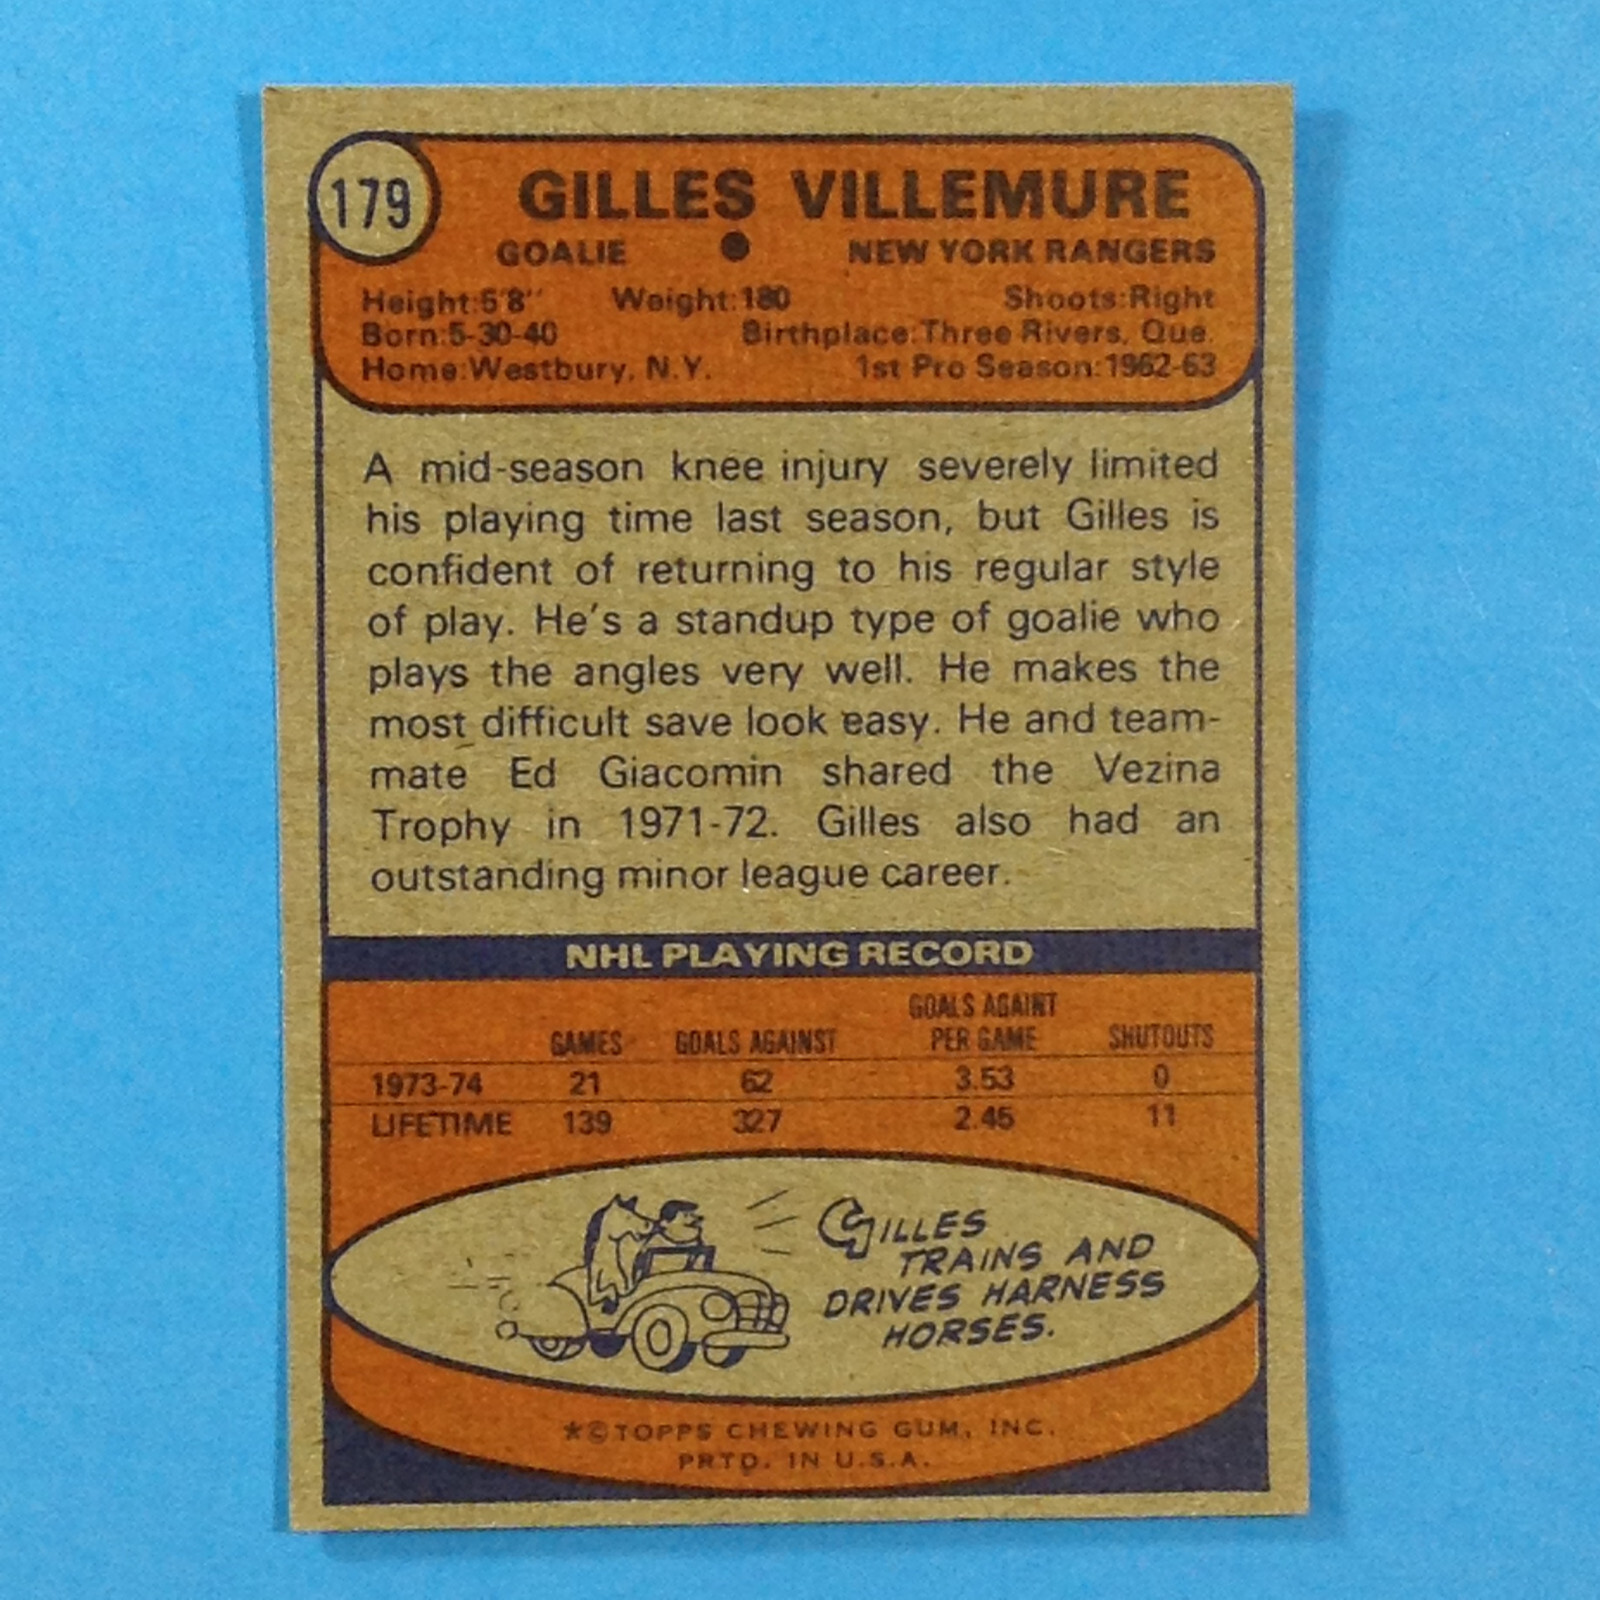 179
GILLES VILLEMURE
GOALIE ● NEW YORK RANGERS
Height:5'8" Weight:180 Shoots:Right
Born:5-30-40 Birthplace:Three Rivers, Que.
Home:Westbury, N.Y. 1st Pro Season:1962-63
A mid-season knee injury severely limited
his playing time last season, but Gilles is
confident of returning to his regular style
of play. He's a standup type of goalie who
plays the angles very well. He makes the
most difficult save look easy. He and team-
mate Ed Giacomin shared the Vezina
Trophy in 1971-72. Gilles also had an
outstanding minor league career.
NHL PLAYING RECORD
GAMES GOALS AGAINST GOALS AGAINT PER GAME SHUTOUTS
1973-74 21 62 3.53 0
LIFETIME 139 327 2.45 11
GILLES
TRAINS AND
DRIVES HARNESS
HORSES.
*©TOPPS CHEWING GUM, INC.
PRTD. IN U.S.A.